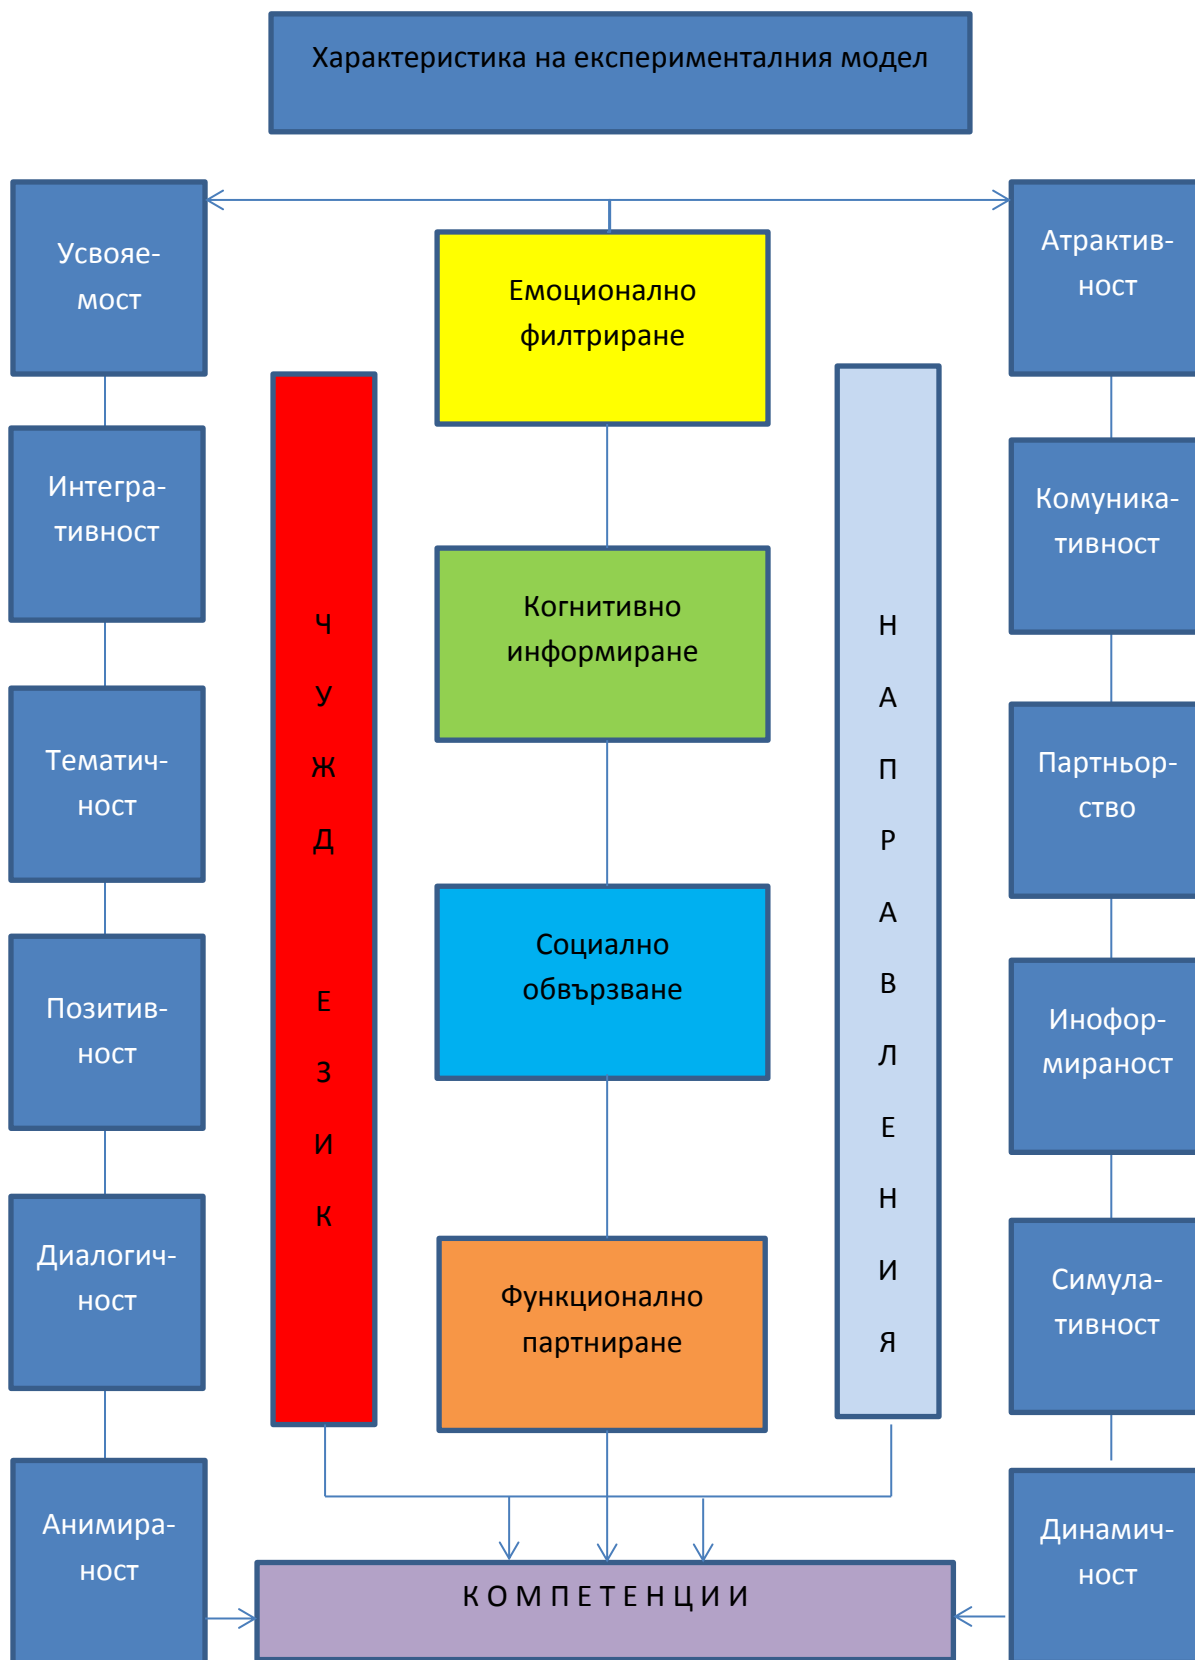 Характеристика на експерименталния модел
Усвояе-
мост
Интегра-
тивност
Тематич-
ност
Позитив-
ност
Диалогич-
ност
Анимира-
ност
Ч
У
Ж
Д
Е
З
И
К
Емоционално
филтриране
Когнитивно
информиране
Социално
обвързване
Функционално
партниране
Н
А
П
Р
А
В
Л
Е
Н
И
Я
Атрактив-
ност
Комуника-
тивност
Партньор-
ство
Инофор-
мираност
Симула-
тивност
Динамич-
ност
К О М П Е Т Е Н Ц И И